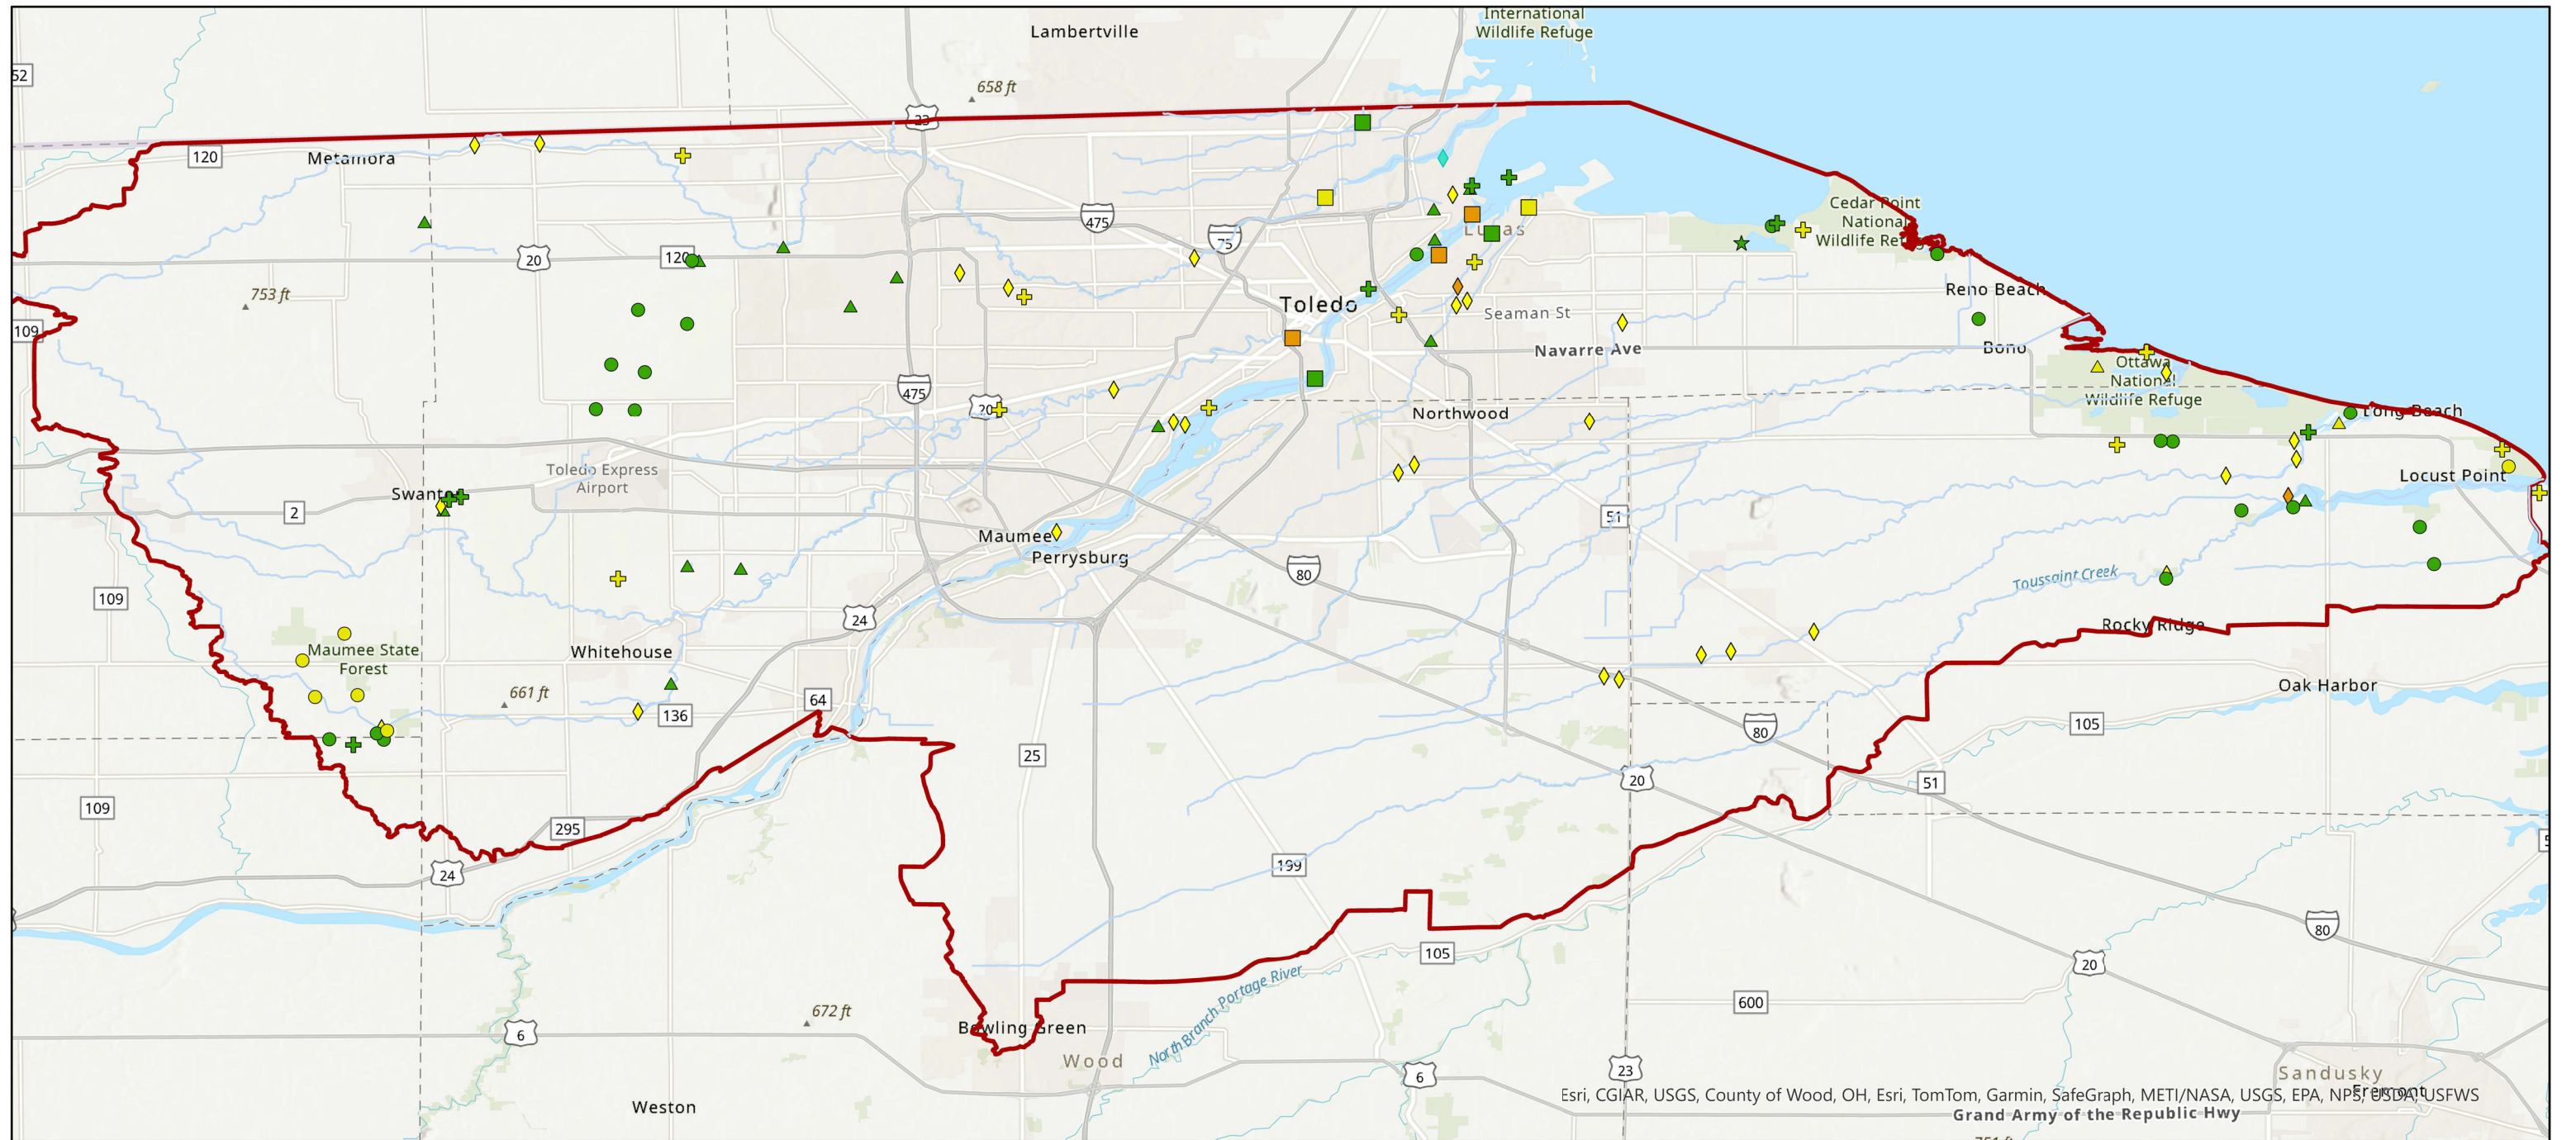 International
Wildlife Refuge
Lambertville
52
658 ft
23
120
Metamora
Cedar Point
National
Wildlife Refuge
475
75
Lucas
20
120
753 ft
Reno Beach
Toledo
Seaman St
109
Navarre Ave
Bono
Ottawa
National
Wildlife Refuge
475
20
Northwood
Long Beach
Toledo Express
Airport
Locust Point
Swanton
2
51
Maumee
Perrysburg
80
Toussaint Creek
109
24
Rocky Ridge
Maumee State
Forest
Whitehouse
661 ft
64
136
Oak Harbor
105
80
25
20
51
109
295
199
24
5
80
105
20
North Branch Portage River
600
672 ft
Bowling Green
6
Wood
6
23
Sandusky
Fremont
Esri, CGIAR, USGS, County of Wood, OH, Esri, TomTom, Garmin, SafeGraph, METI/NASA, USGS, EPA, NPS, USDA, USFWS
Weston
Grand Army of the Republic Hwy
751 ft